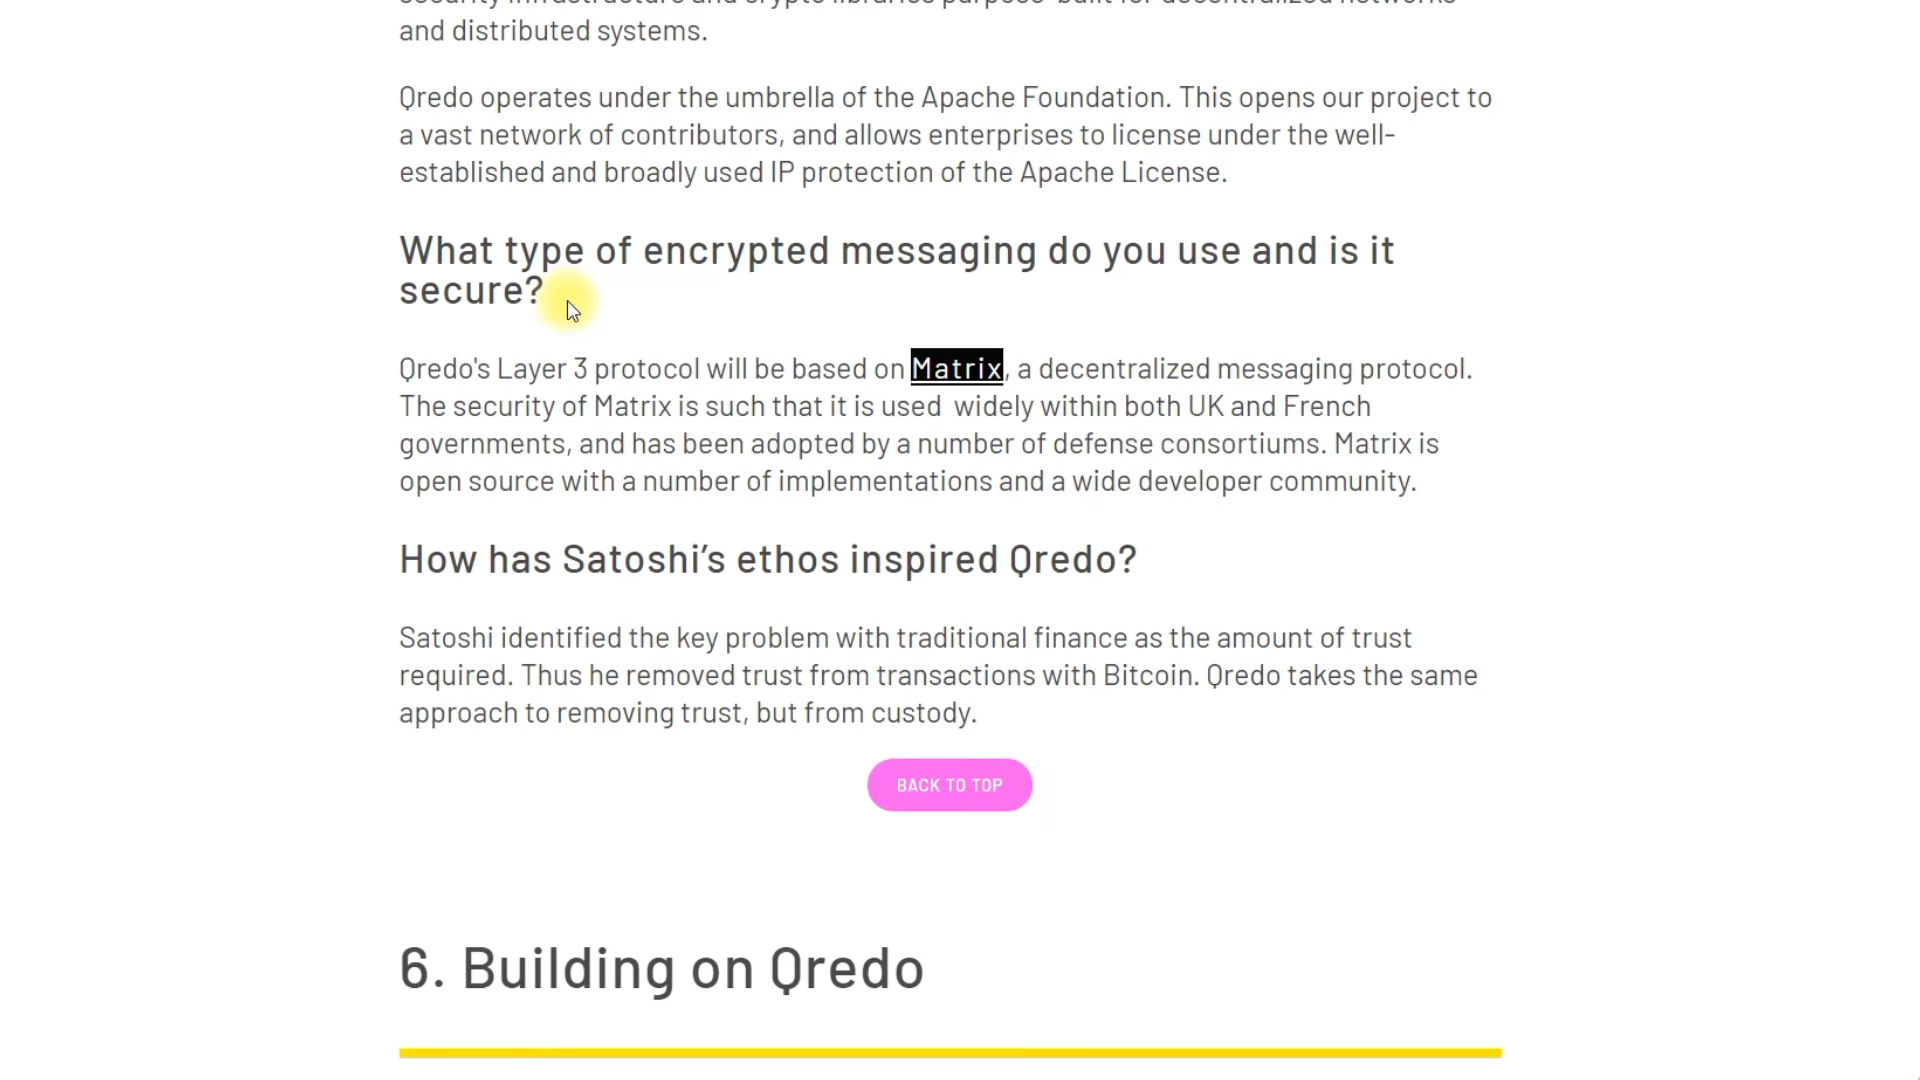 and distributed systems.
Qredo operates under the umbrella of the Apache Foundation. This opens our project to
a vast network of contributors, and allows enterprises to license under the well-
established and broadly used IP protection of the Apache License.
What type of encrypted messaging do you use and is it
secure?
Qredo's Layer 3 protocol will be based on Matrix, a decentralized messaging protocol.
The security of Matrix is such that it is used  widely within both UK and French
governments, and has been adopted by a number of defense consortiums. Matrix is
open source with a number of implementations and a wide developer community.
How has Satoshi’s ethos inspired Qredo?
Satoshi identified the key problem with traditional finance as the amount of trust
required. Thus he removed trust from transactions with Bitcoin. Qredo takes the same
approach to removing trust, but from custody.
BACK TO TOP
6. Building on Qredo